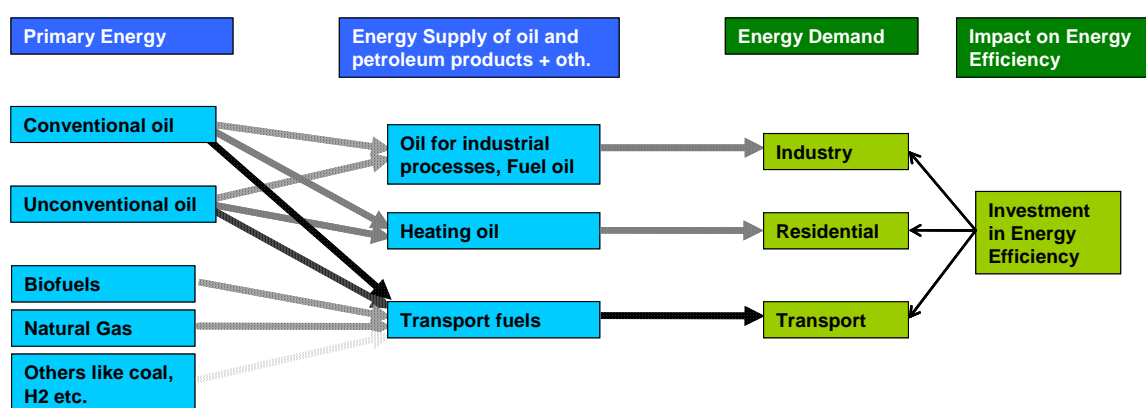 Primary Energy
Energy Supply of oil and
petroleum products + oth.
Energy Demand
Impact on Energy
Efficiency
Conventional oil
Unconventional oil
Biofuels
Natural Gas
Others like coal,
H2 etc.
Oil for industrial
processes, Fuel oil
Heating oil
Transport fuels
Industry
Residential
Transport
Investment
in Energy
Efficiency